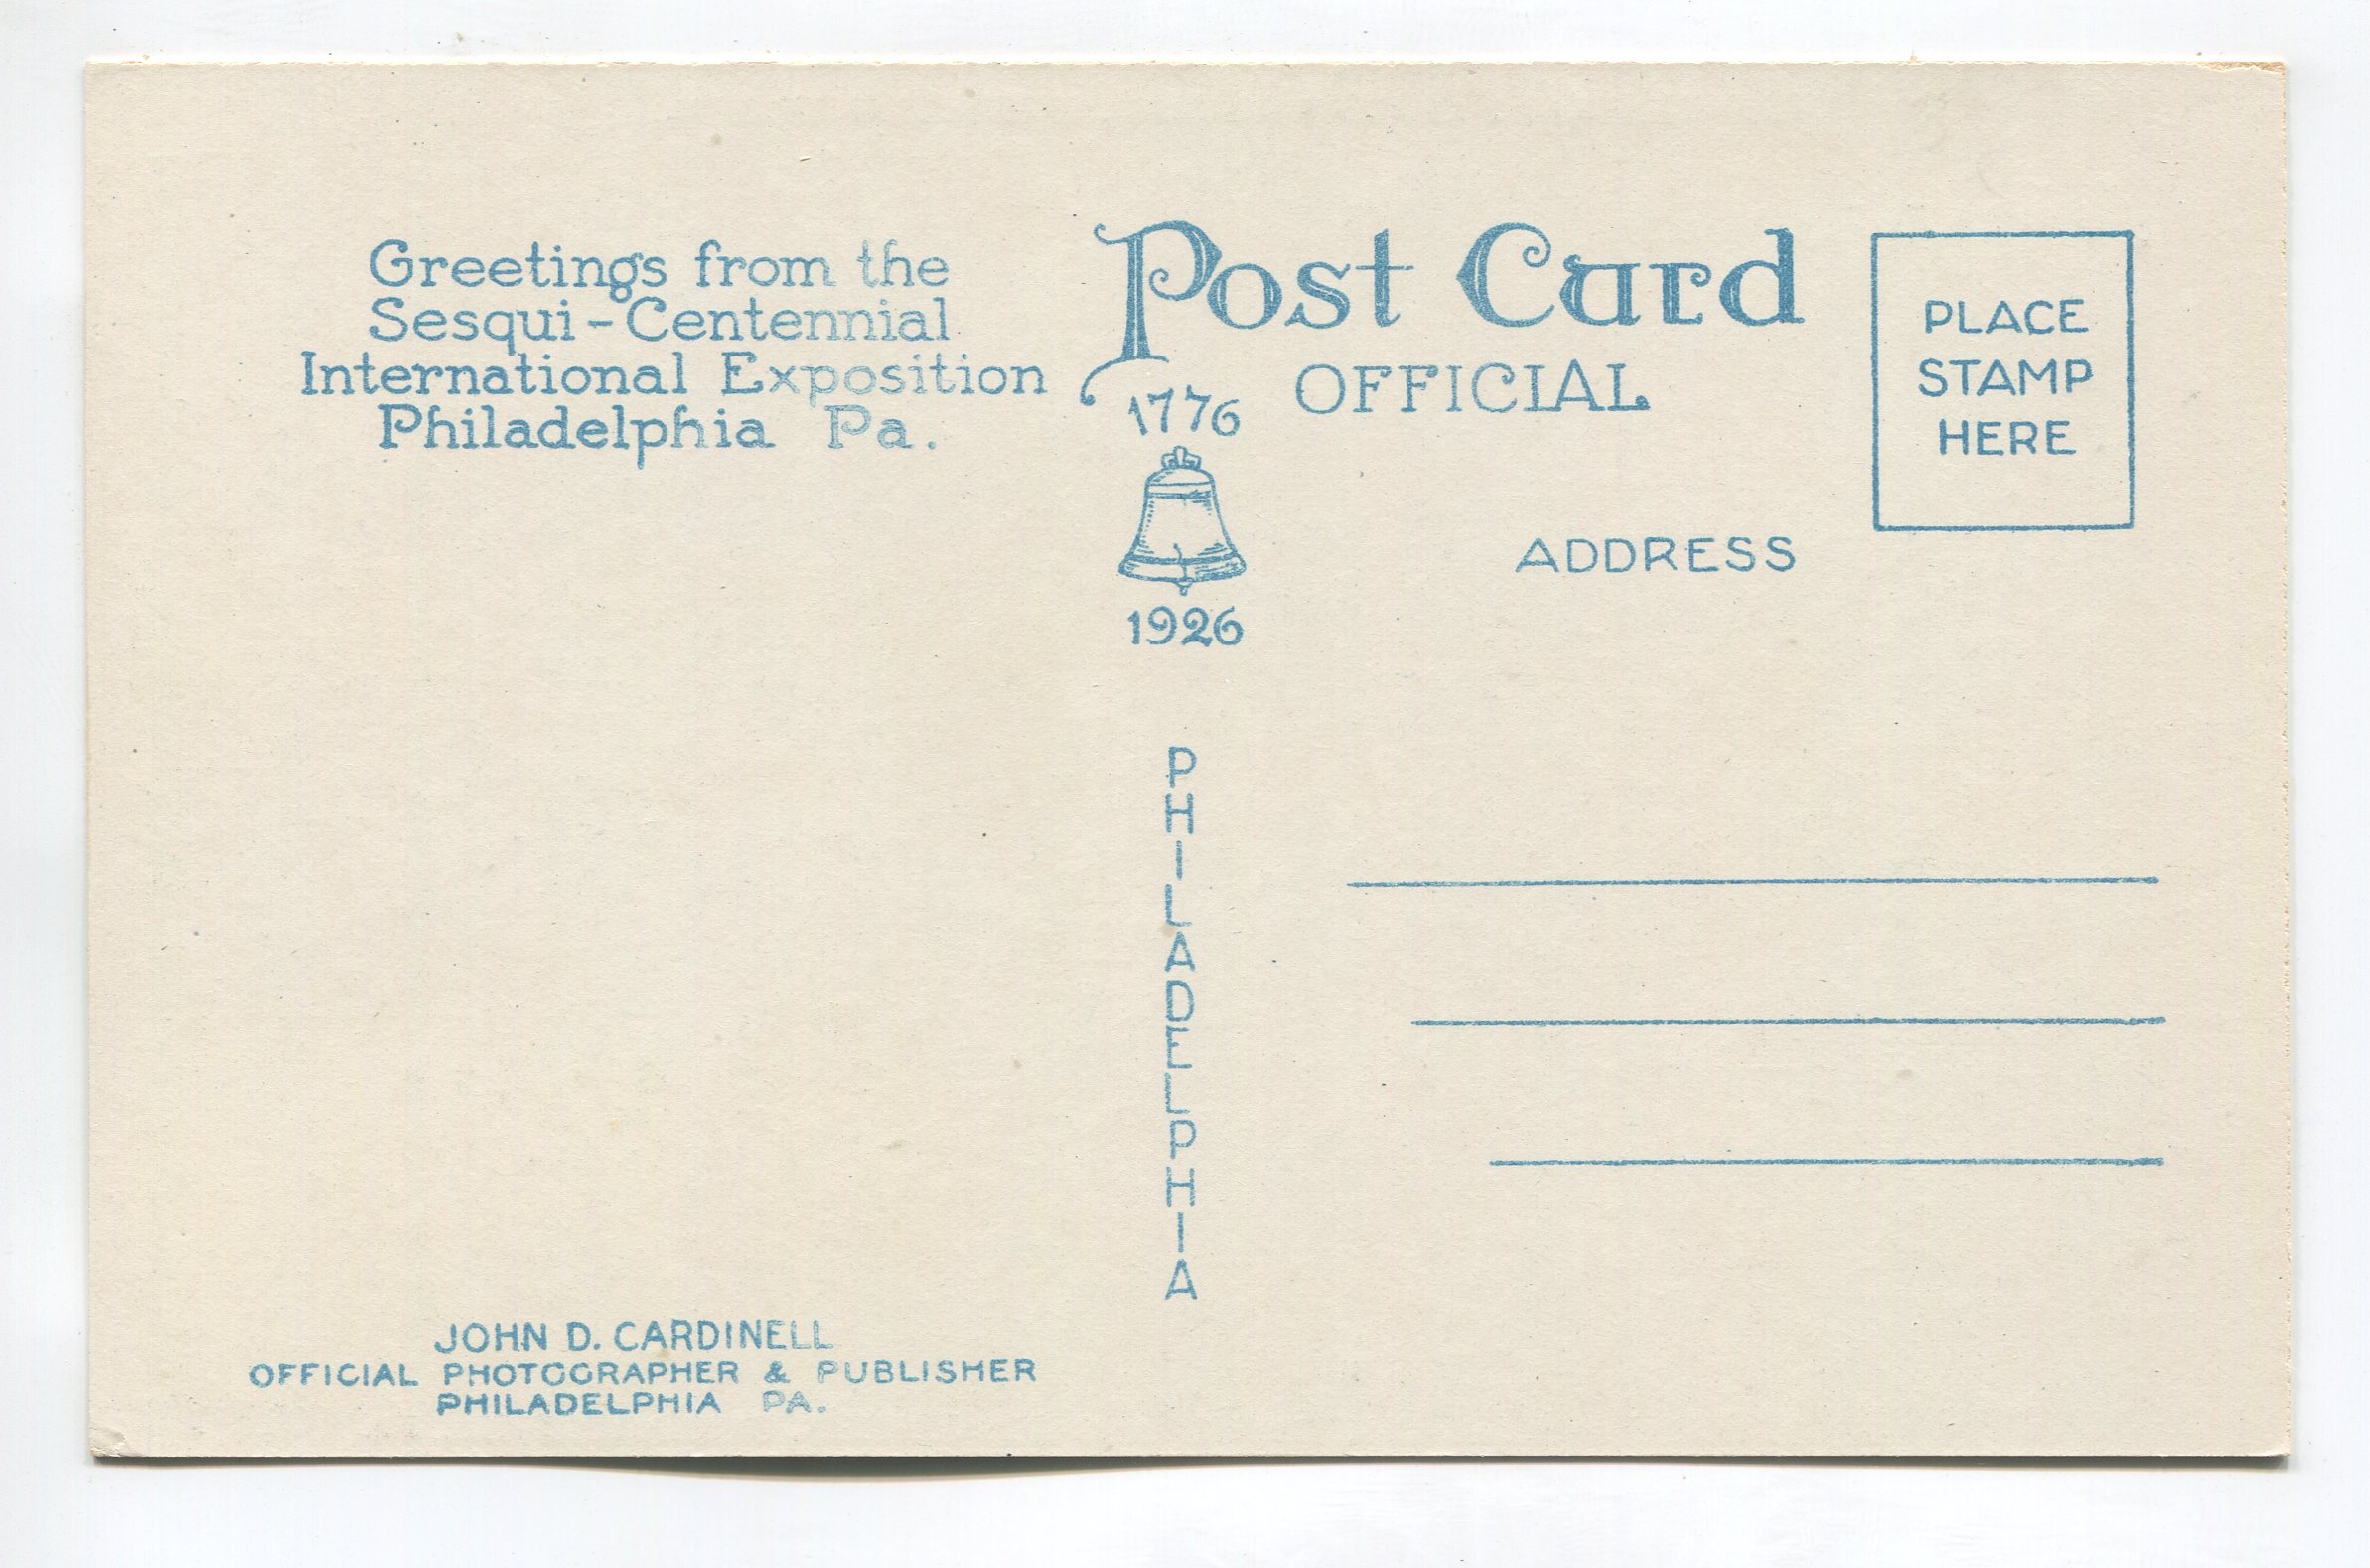 Greetings from the
Sesqui-Centennial
International Exposition
Philadelphia Pa.
Post Card
OFFICIAL
1776
1926
PLACE
STAMP
HERE
ADDRESS
PHILADELPHIA
JOHN D. CARDINELL
OFFICIAL PHOTOGRAPHER & PUBLISHER
PHILADELPHIA PA.